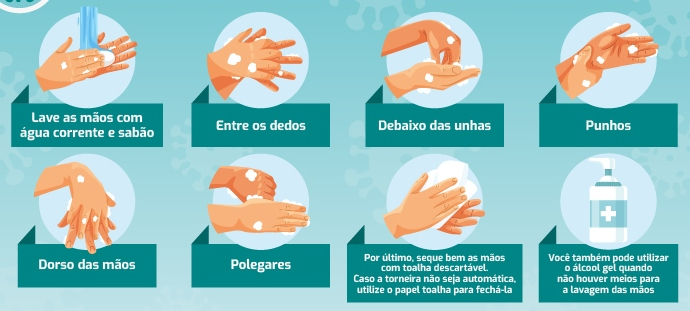 Lave as mãos com
água corrente e sabão
Entre os dedos
Debaixo das unhas
Punhos
Dorso das mãos
Polegares
Por último, seque bem as mãos
com toalha descartável.
Caso a torneira não seja automática,
utilize o papel toalha para fechá-la
Você também pode utilizar
o álcool gel quando
não houver meios para
a lavagem das mãos